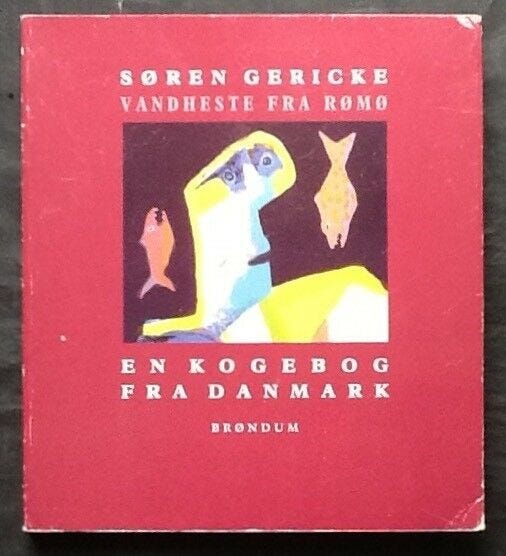 SØREN GERICKE
VANDHESTE FRA RØMØ
EN KOGEBOG
FRA DANMARK
BRØNDUM